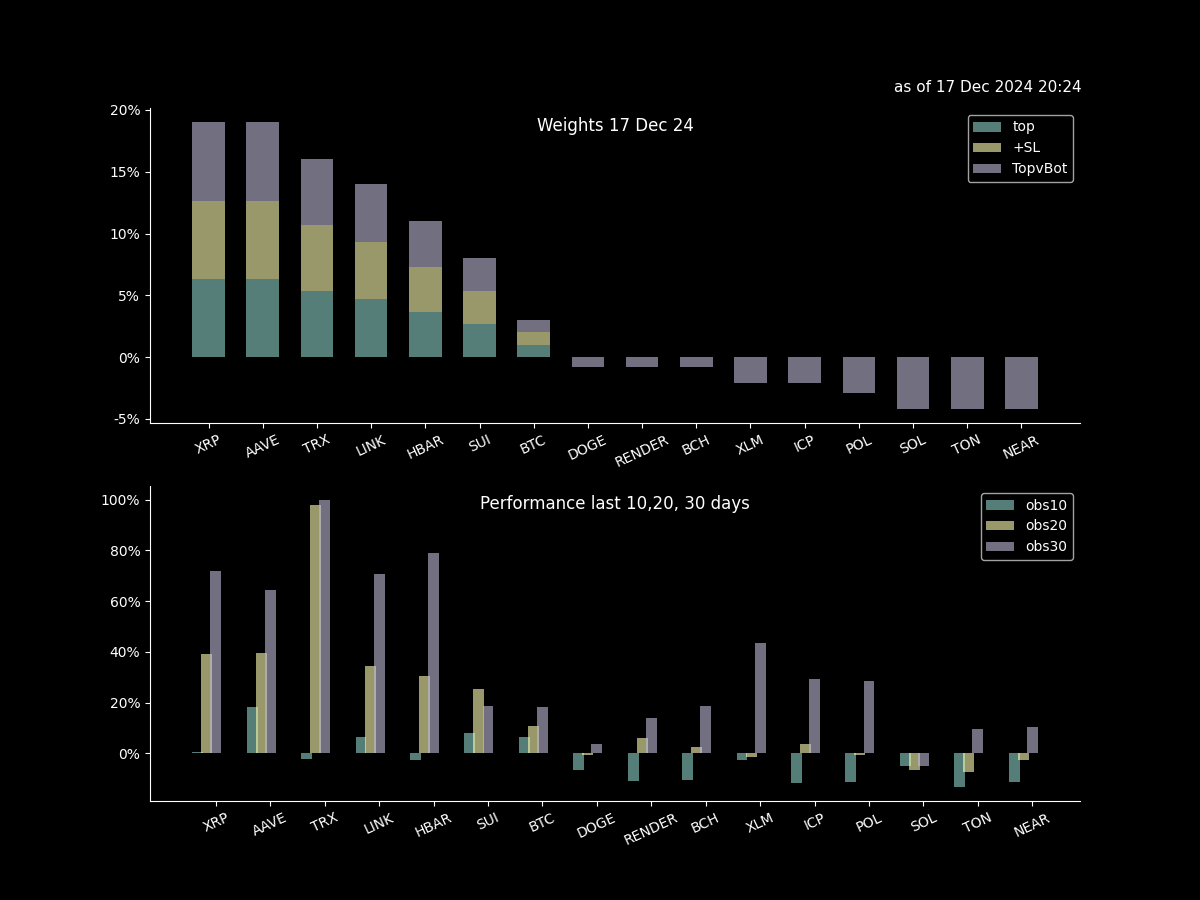 as of 17 Dec 2024 20:24
Weights 17 Dec 24
top
+SL
TopvBot
20%
15%
10%
5%
0%
-5%
XRP AAVE TRX LINK HBAR SUI BTC DOGE RENDER BCH XLM ICP POL SOL TON NEAR
Performance last 10,20, 30 days
obs10
obs20
obs30
100%
80%
60%
40%
20%
0%
XRP AAVE TRX LINK HBAR SUI BTC DOGE RENDER BCH XLM ICP POL SOL TON NEAR